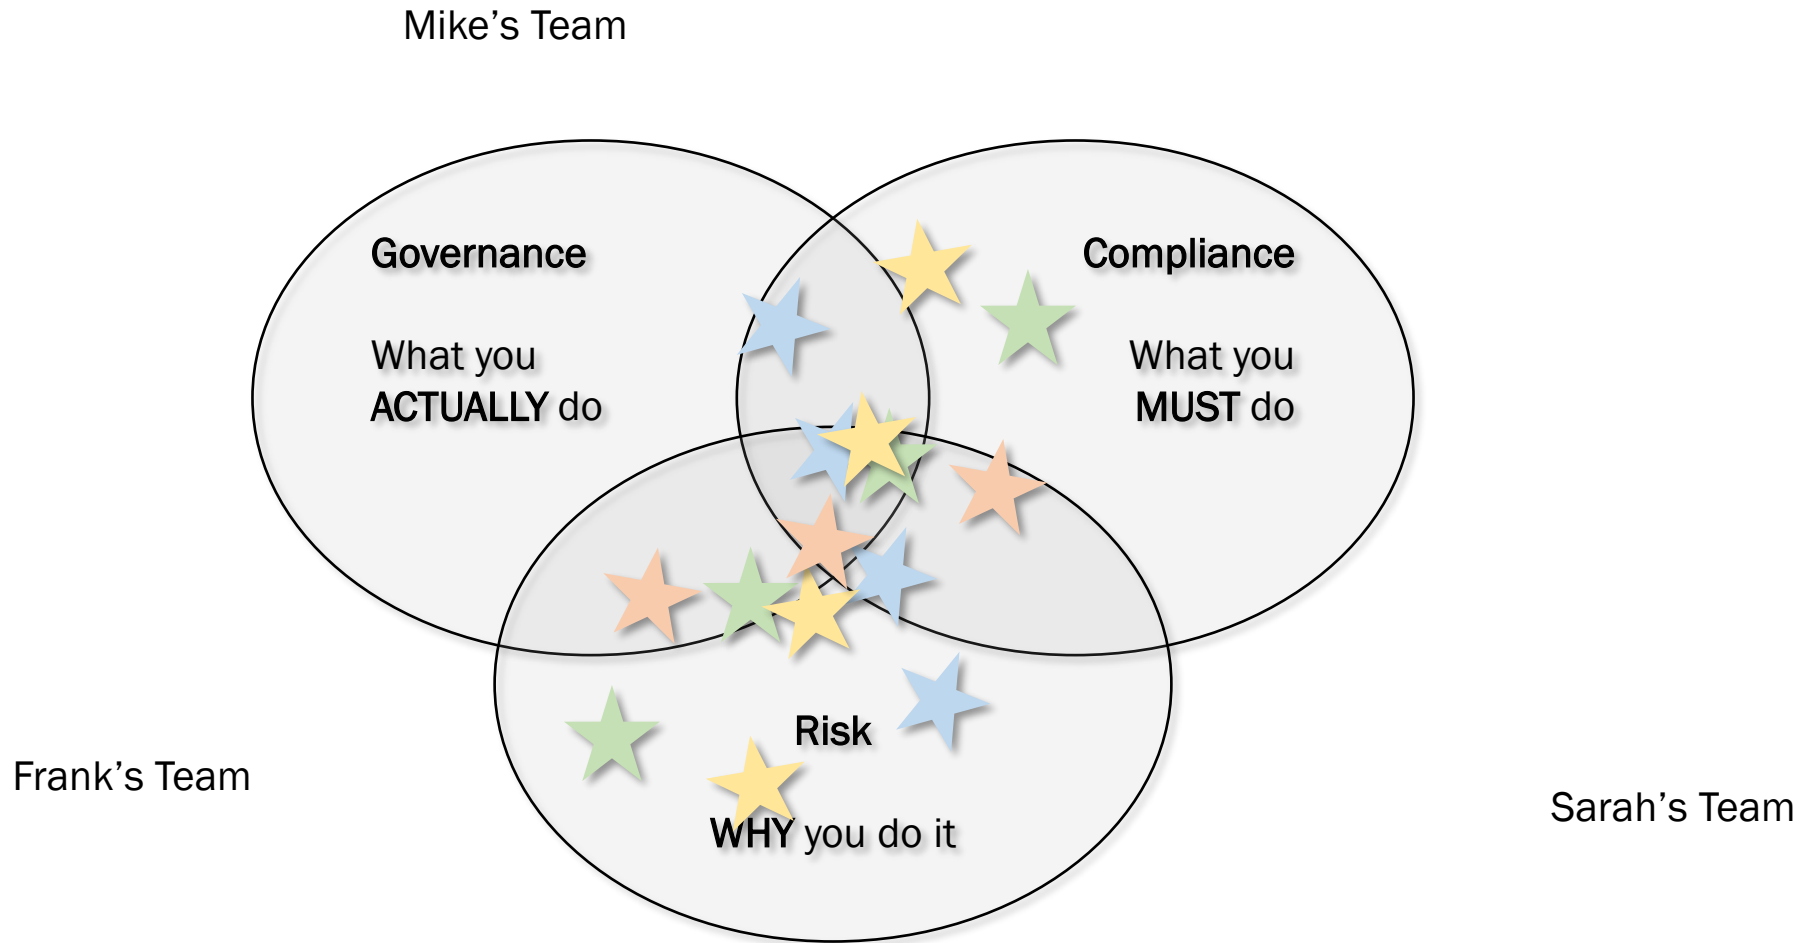 Mike’s Team
Governance
What you
ACTUALLY do
Compliance
What you
MUST do
Risk
WHY you do it
Frank’s Team
Sarah’s Team